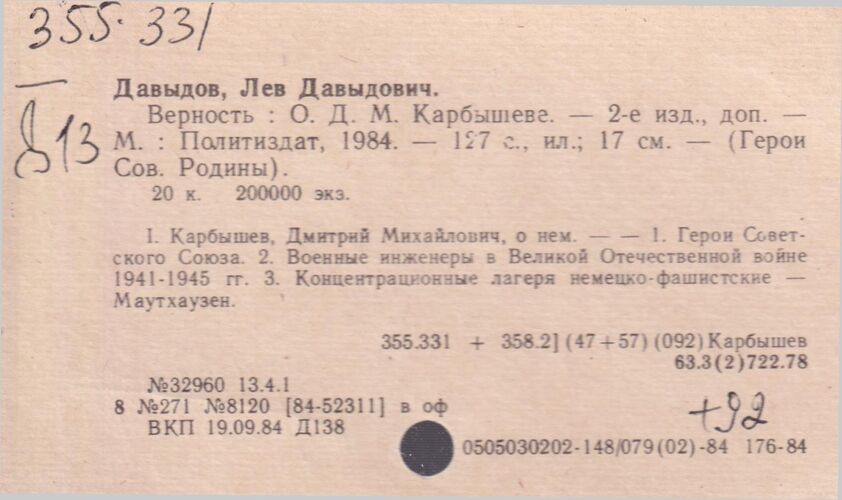 355.331
Давыдов, Лев Давыдович.
Верность : О. Д. М. Карбышеве. — 2-е изд., доп. —
Д13
М. : Политиздат, 1984. — 127 с., ил.; 17 см. — (Герои
Сов. Родины).
20 к. 200000 экз.
I. Карбышев, Дмитрий Михайлович, о нем. — — 1. Герои Совет-
ского Союза. 2. Военные инженеры в Великой Отечественной войне
1941-1945 гг. 3. Концентрационные лагеря немецко-фашистские —
Маутхаузен.
355.331 + 358.2] (47+57) (092) Карбышев
63.3(2)722.78
№32960 13.4.1
8 №271 №8120 [84-52311] в оф
+92
ВКП 19.09.84 Д138
0505030202-148/079(02)-84 176-84